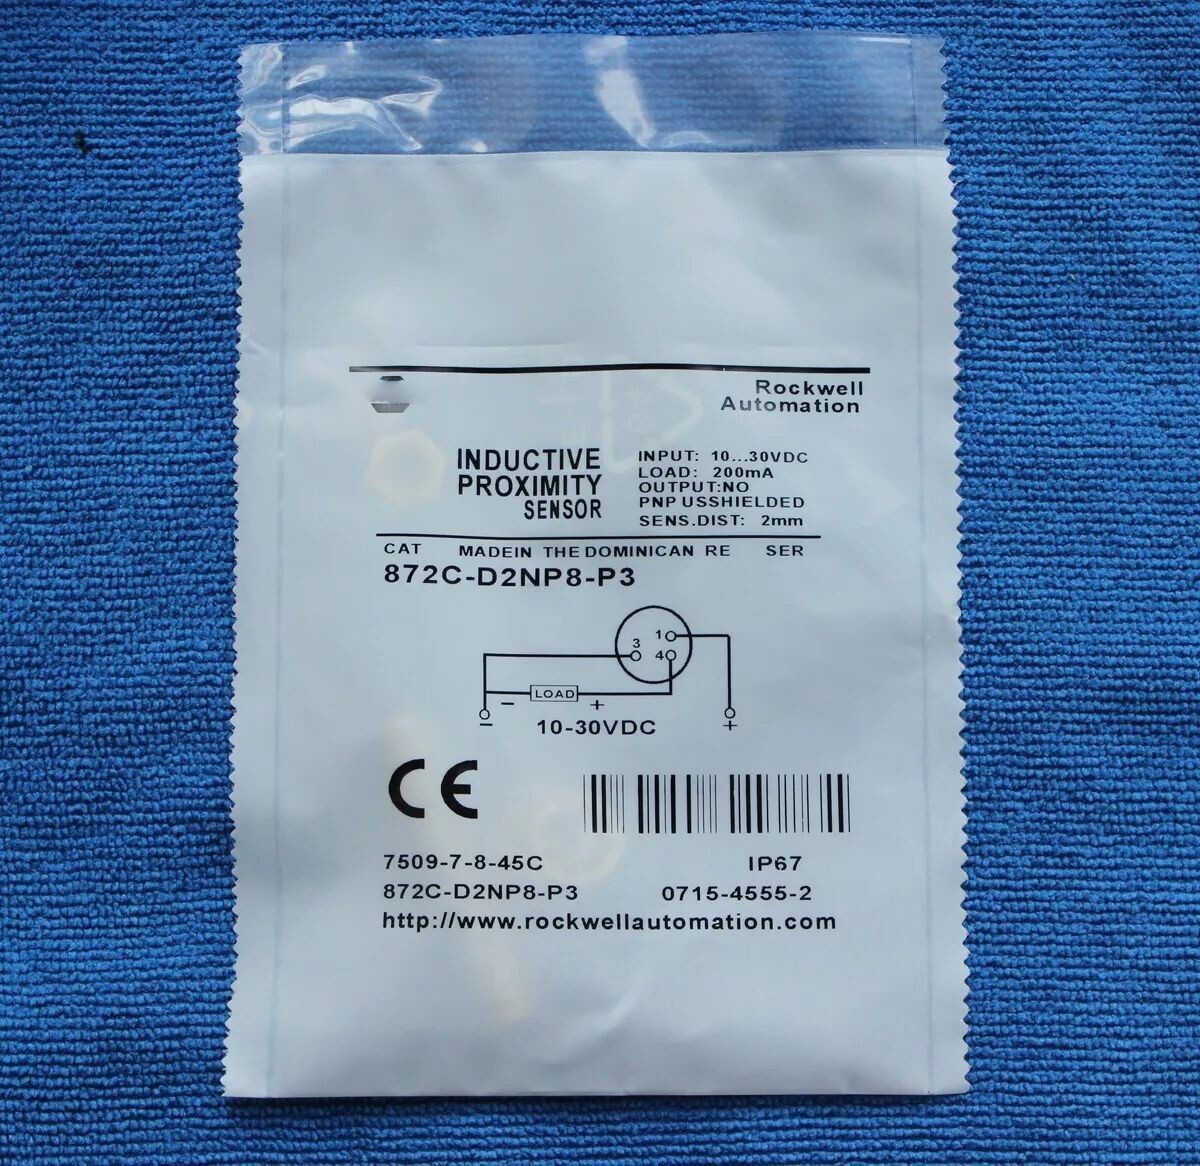 Rockwell
Automation
INDUCTIVE
PROXIMITY
SENSOR
INPUT: 10...30VDC
LOAD: 200mA
OUTPUT:NO
PNP USSHIELDED
SENS.DIST: 2mm
CAT MADEIN THE DOMINICAN RE SER
872C-D2NP8-P3
1
3
4
LOAD
- +
- +
10-30VDC
CE
7509-7-8-45C IP67
872C-D2NP8-P3 0715-4555-2
http://www.rockwellautomation.com